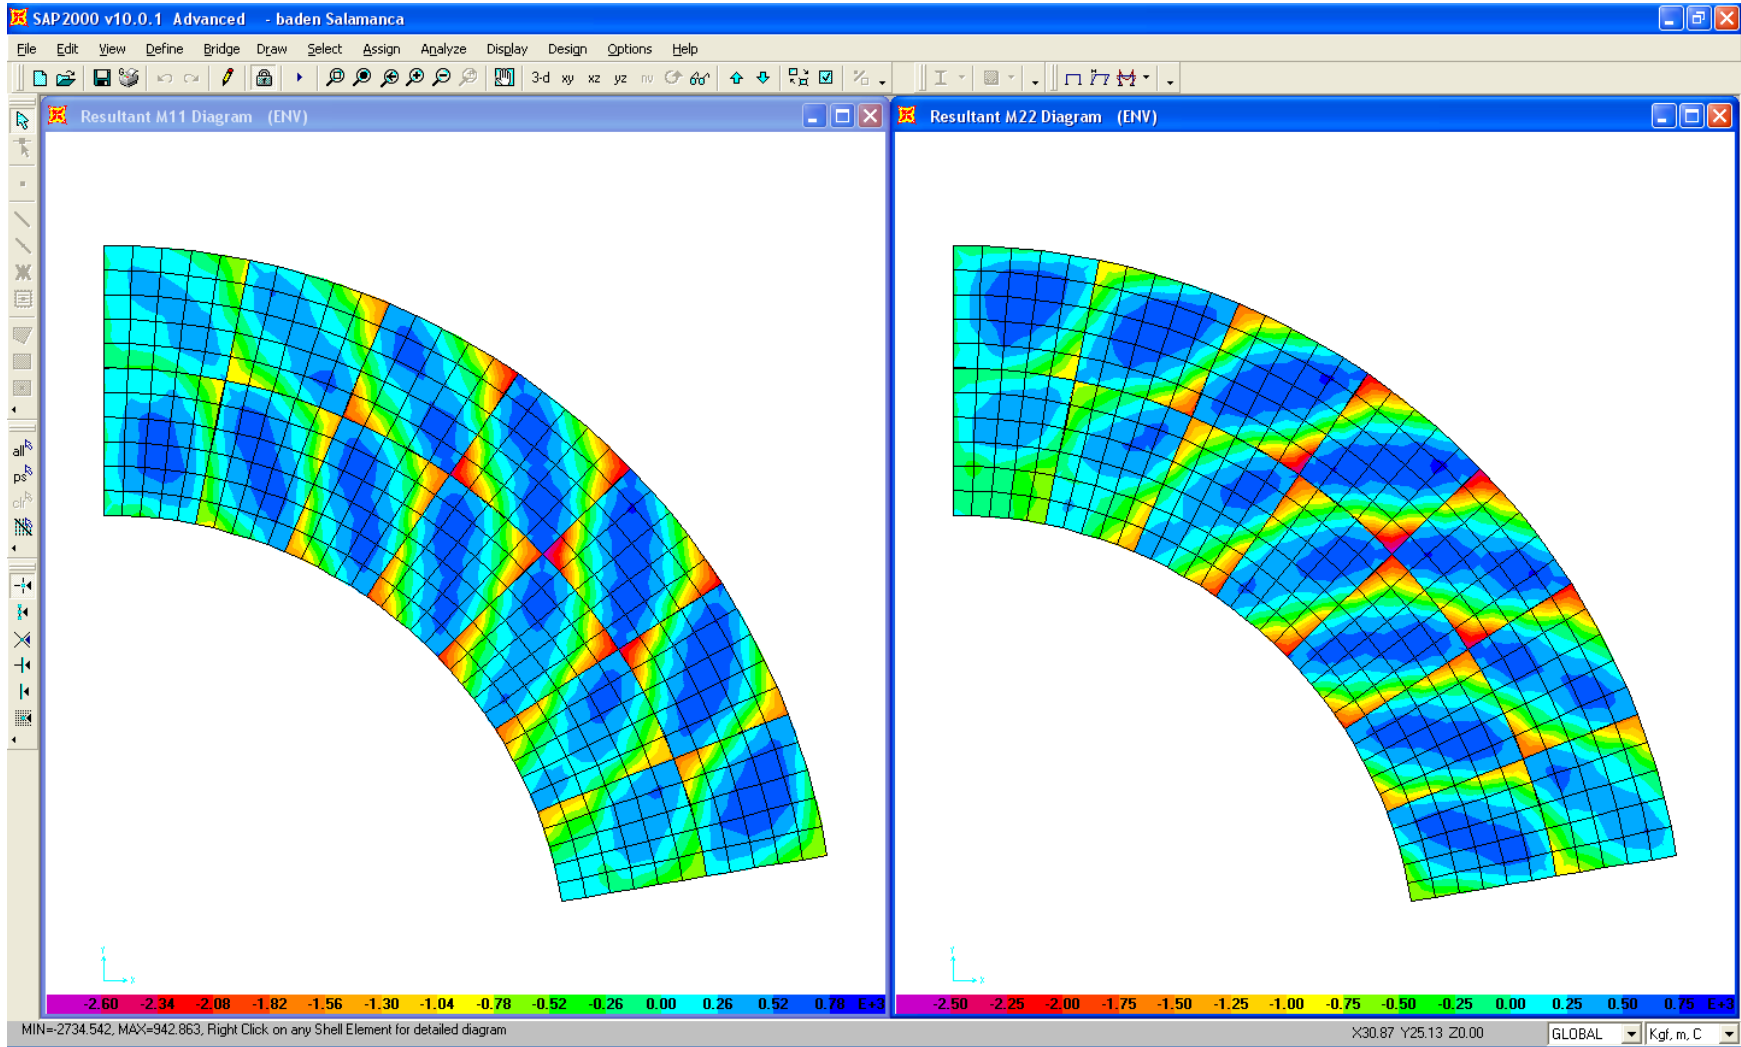 SAP2000 v10.0.1 Advanced - baden Salamanca
File Edit View Define Bridge Draw Select Assign Analyze Display Design Options Help
3-d xy xz yz nv
Resultant M11 Diagram (ENV)
Resultant M22 Diagram (ENV)
all
ps
clr
Y
X
Y
X
-2.60 -2.34 -2.08 -1.82 -1.56 -1.30 -1.04 -0.78 -0.52 -0.26 0.00 0.26 0.52 0.78 E+3
-2.50 -2.25 -2.00 -1.75 -1.50 -1.25 -1.00 -0.75 -0.50 -0.25 0.00 0.25 0.50 0.75 E+3
MIN=-2734.542, MAX=942.863, Right Click on any Shell Element for detailed diagram
X30.87 Y25.13 Z0.00
GLOBAL
Kgf, m, C